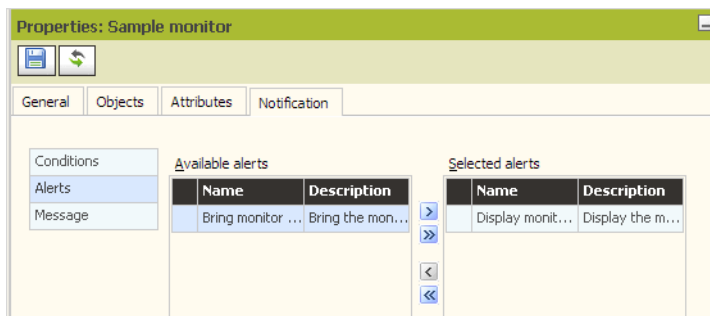 Properties: Sample monitor
General Objects Attributes Notification
Conditions
Alerts
Message
Available alerts
Name Description
Bring monitor ... Bring the mon...
Selected alerts
Name Description
Display monit... Display the m...